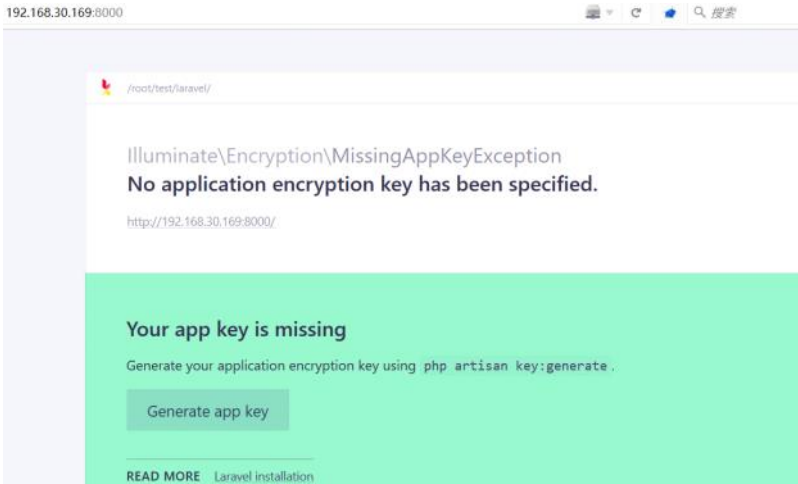 192.168.30.169:8000
搜索
/root/test/laravel/
Illuminate\Encryption\MissingAppKeyException
No application encryption key has been specified.
http://192.168.30.169:8000/
Your app key is missing
Generate your application encryption key using php artisan key:generate .
Generate app key
READ MORE Laravel installation